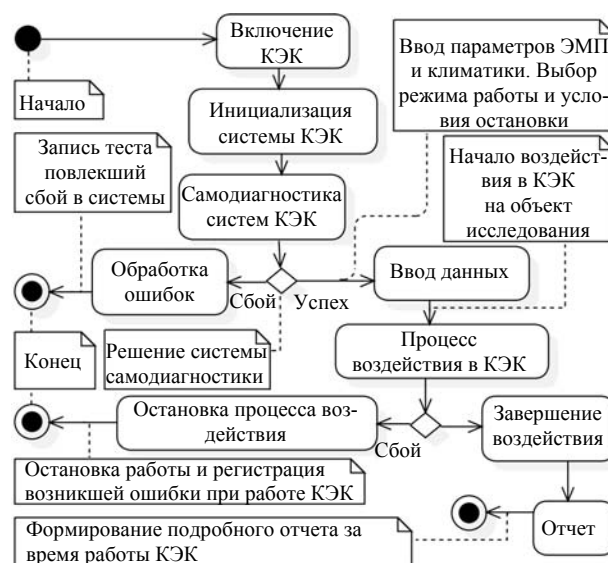 Включение
КЭК
Ввод параметров ЭМП
и климатики. Выбор
режима работы и усло-
вия остановки
Начало
Инициализация
системы КЭК
Запись теста
повлекший
сбой в системы
Начало воздейст-
вия в КЭК
на объект
исследования
Самодиагностика
систем КЭК
Обработка
ошибок
Сбой
Успех
Ввод данных
Конец
Решение системы
самодиагностики
Процесс
воздействия в КЭК
Остановка процесса воз-
действия
Сбой
Завершение
воздействия
Остановка работы и регистрация
возникшей ошибки при работе КЭК
Формирование подробного отчета за
время работы КЭК
Отчет